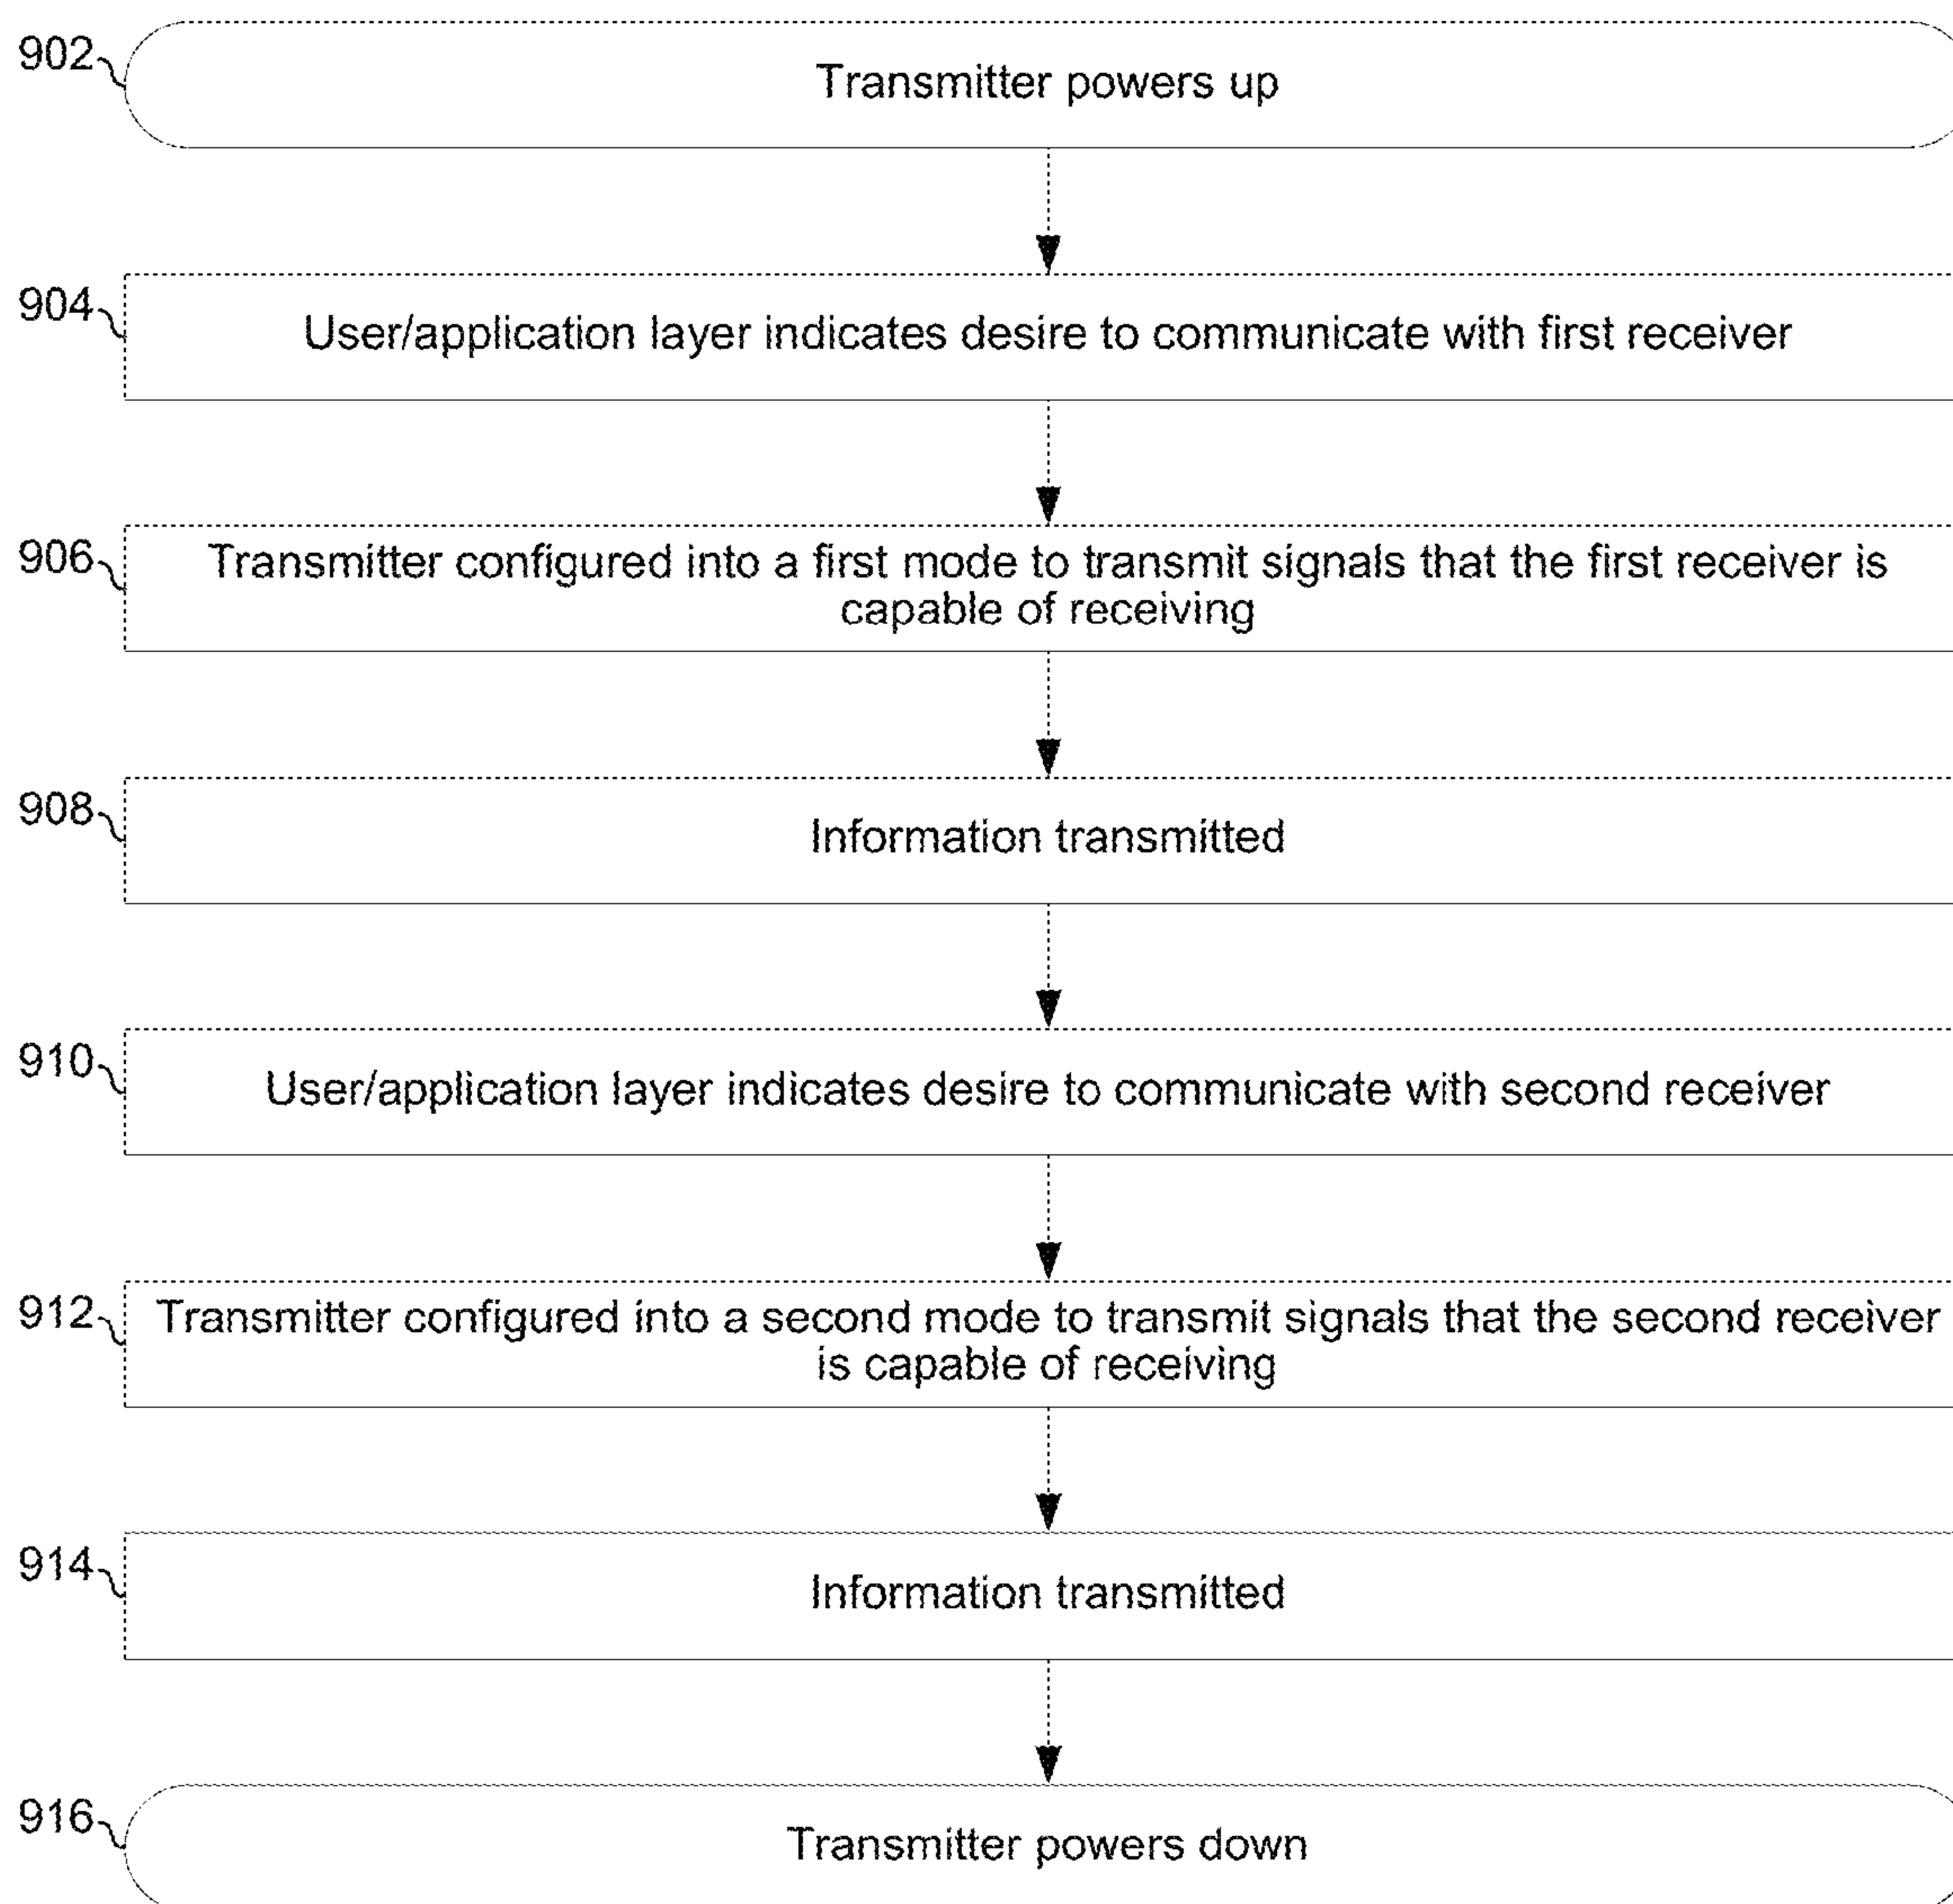 902
Transmitter powers up
904
User/application layer indicates desire to communicate with first receiver
906
Transmitter configured into a first mode to transmit signals that the first receiver is
capable of receiving
908
Information transmitted
910
User/application layer indicates desire to communicate with second receiver
912
Transmitter configured into a second mode to transmit signals that the second receiver
is capable of receiving
914
Information transmitted
916
Transmitter powers down